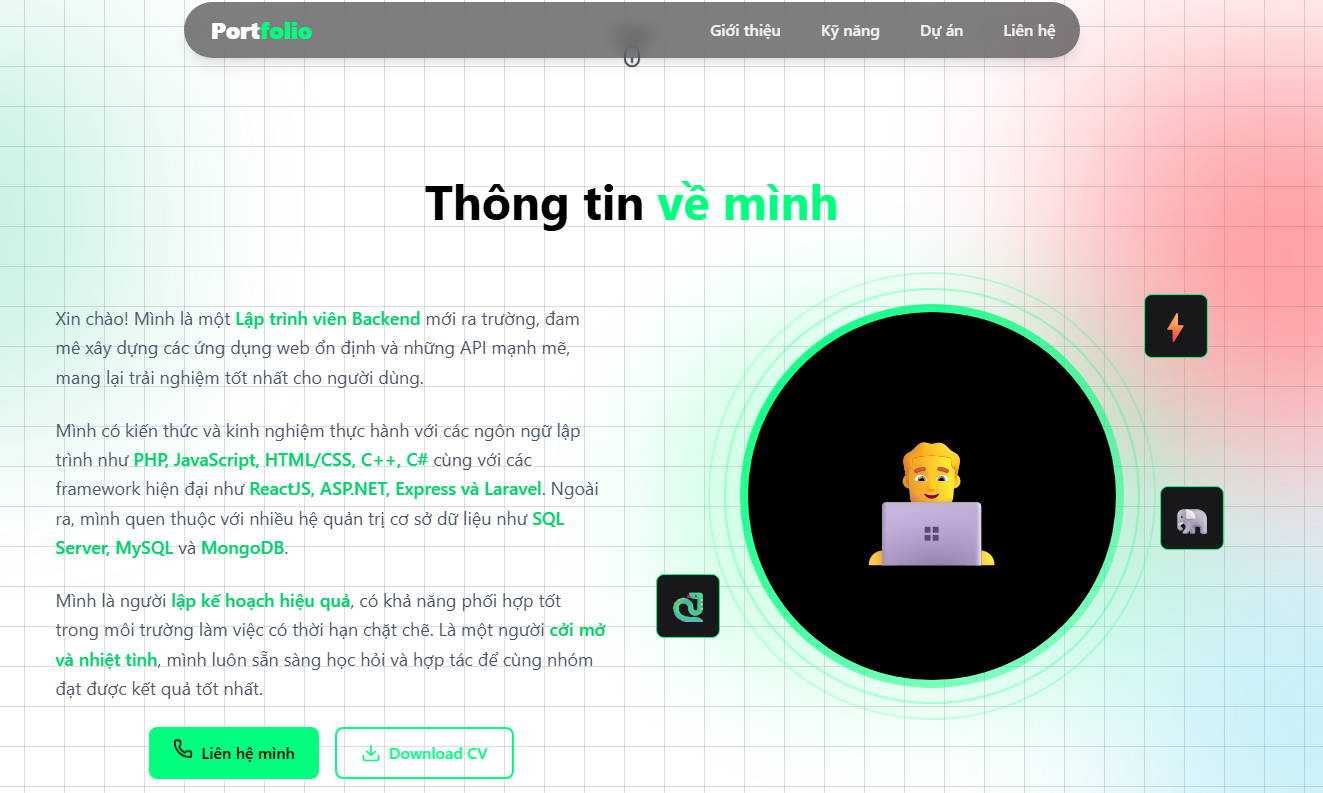 Portfolio
Giới thiệu
Kỹ năng
Dự án
Liên hệ
Thông tin về mình
Xin chào! Mình là một Lập trình viên Backend mới ra trường, đam
mê xây dựng các ứng dụng web ổn định và những API mạnh mẽ,
mang lại trải nghiệm tốt nhất cho người dùng.
Mình có kiến thức và kinh nghiệm thực hành với các ngôn ngữ lập
trình như PHP, JavaScript, HTML/CSS, C++, C# cùng với các
framework hiện đại như ReactJS, ASP.NET, Express và Laravel. Ngoài
ra, mình quen thuộc với nhiều hệ quản trị cơ sở dữ liệu như SQL
Server, MySQL và MongoDB.
Mình là người lập kế hoạch hiệu quả, có khả năng phối hợp tốt
trong môi trường làm việc có thời hạn chặt chẽ. Là một người cởi mở
và nhiệt tình, mình luôn sẵn sàng học hỏi và hợp tác để cùng nhóm
đạt được kết quả tốt nhất.
Liên hệ mình
Download CV